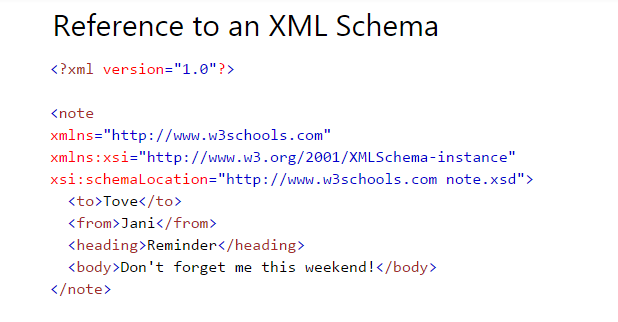 Reference to an XML Schema
<?xml version="1.0"?>
<note
xmlns="http://www.w3schools.com"
xmlns:xsi="http://www.w3.org/2001/XMLSchema-instance"
xsi:schemaLocation="http://www.w3schools.com note.xsd">
<to>Tove</to>
<from>Jani</from>
<heading>Reminder</heading>
<body>Don't forget me this weekend!</body>
</note>